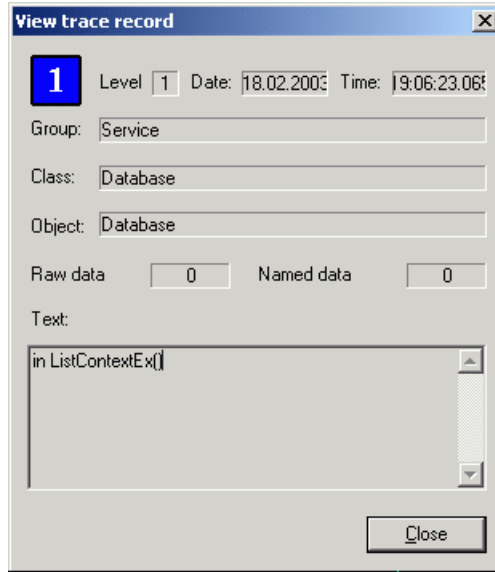 View trace record
1 Level 1 Date: 18.02.2003 Time: 19:06:23.065
Group: Service
Class: Database
Object: Database
Raw data 0 Named data 0
Text:
in ListContextEx()
Close